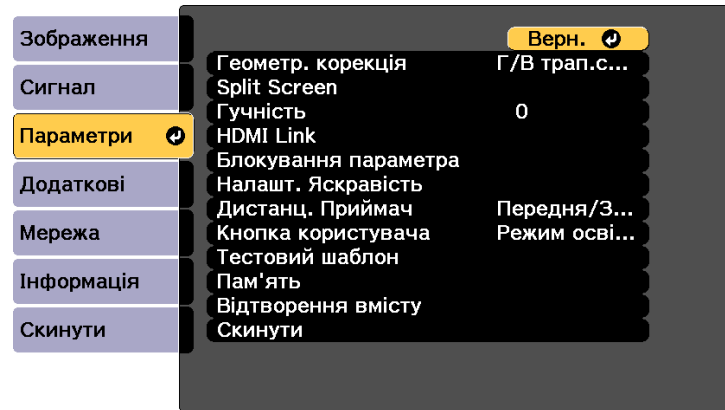 Зображення
Сигнал
Параметри
Додаткові
Мережа
Інформація
Скинути
Верн.
Геометр. корекція Г/В трап.с...
Split Screen
Гучність 0
HDMI Link
Блокування параметра
Налашт. Яскравість
Дистанц. Приймач Передня/З...
Кнопка користувача Режим осві...
Тестовий шаблон
Пам'ять
Відтворення вмісту
Скинути